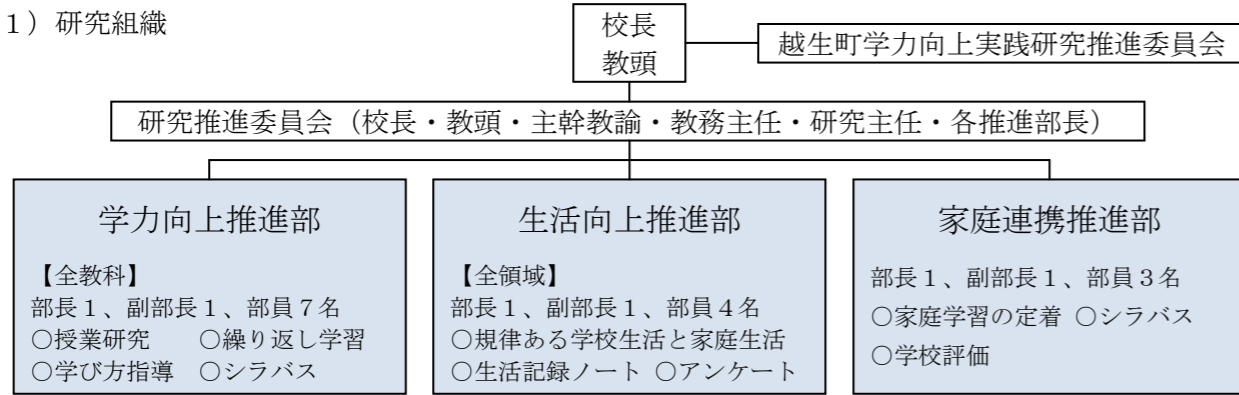 １）研究組織
校長
教頭
越生町学力向上実践研究推進委員会
研究推進委員会（校長・教頭・主幹教諭・教務主任・研究主任・各推進部長）
学力向上推進部
【全教科】
部長１、副部長１、部員７名
○授業研究　○繰り返し学習
○学び方指導　○シラバス
生活向上推進部
【全領域】
部長１、副部長１、部員４名
○規律ある学校生活と家庭生活
○生活記録ノート ○アンケート
家庭連携推進部
部長１、副部長１、部員３名
○家庭学習の定着 ○シラバス
○学校評価